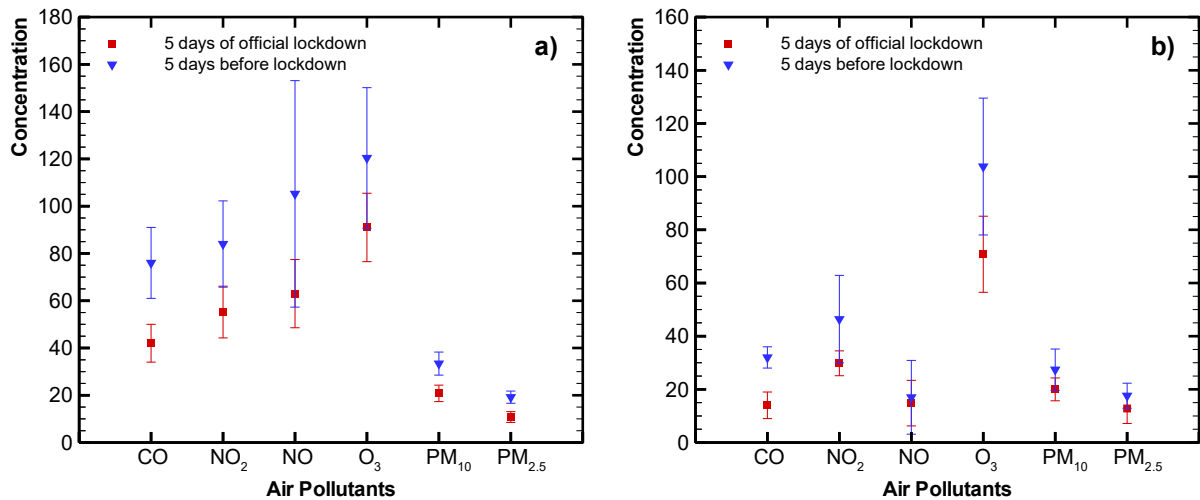 180
160
140
120
100
80
60
40
20
0
Concentration
5 days of official lockdown
5 days before lockdown
a)
CO NO₂ NO O₃ PM₁₀ PM₂.₅
Air Pollutants
160
140
120
100
80
60
40
20
0
Concentration
5 days of official lockdown
5 days before lockdown
b)
CO NO₂ NO O₃ PM₁₀ PM₂.₅
Air Pollutants